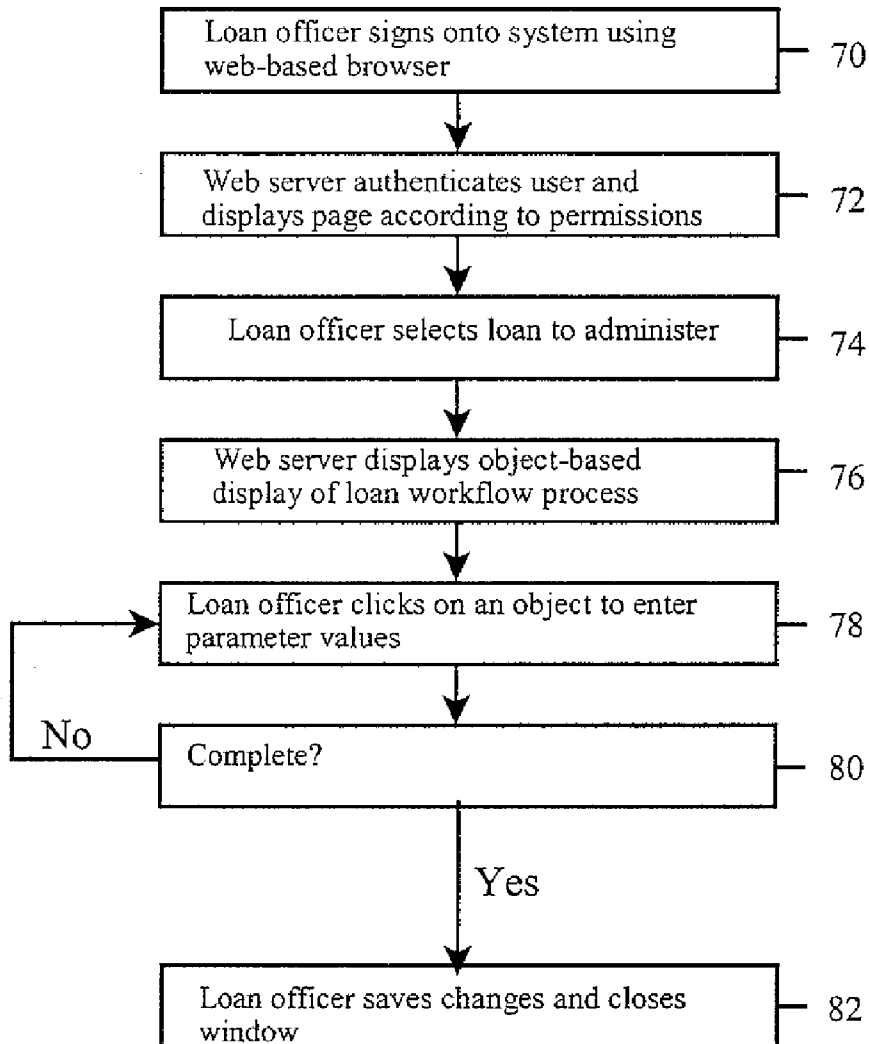 Loan officer signs onto system using
web-based browser
70
Web server authenticates user and
displays page according to permissions
72
Loan officer selects loan to administer
74
Web server displays object-based
display of loan workflow process
76
Loan officer clicks on an object to enter
parameter values
78
No
Complete?
80
Yes
Loan officer saves changes and closes
window
82